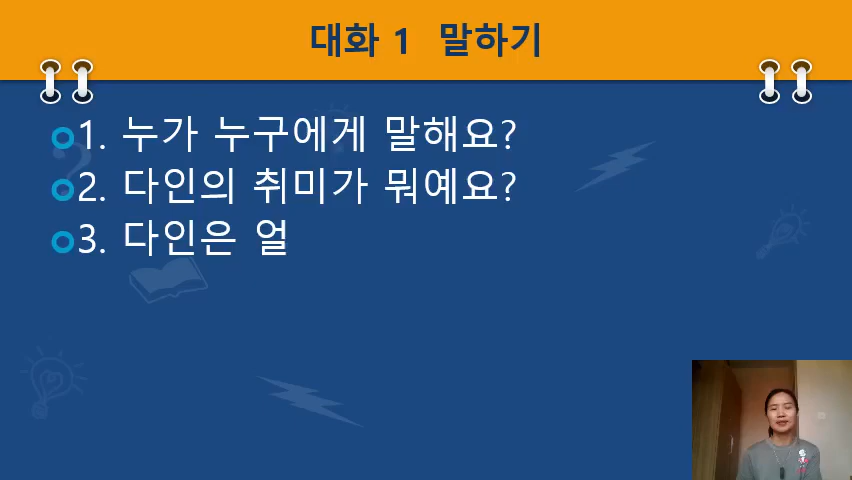 대화 1 말하기
1. 누가 누구에게 말해요?
2. 다인의 취미가 뭐예요?
3. 다인은 얼